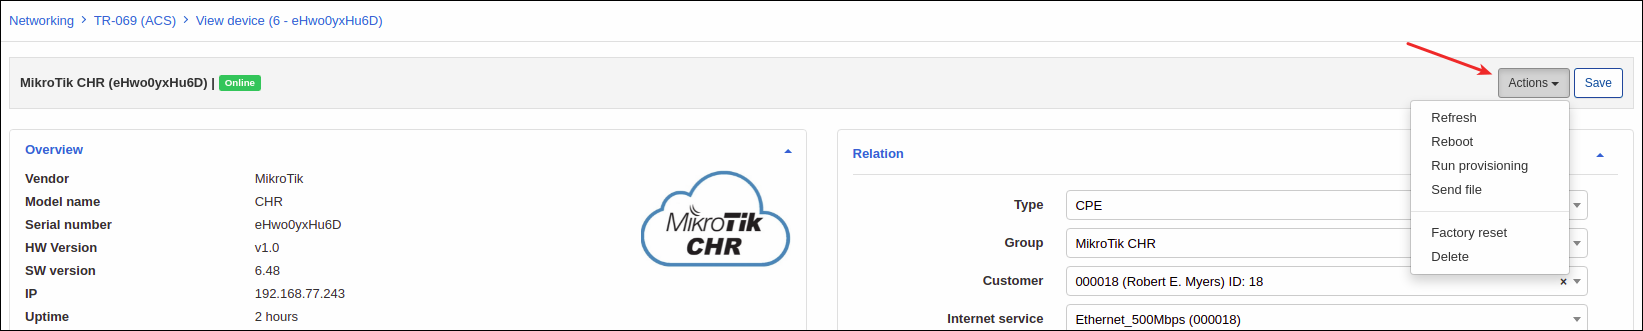 Networking > TR-069 (ACS) > View device (6 - eHwo0yxHu6D)
MikroTik CHR (eHwo0yxHu6D) | Online
Actions
Save
Refresh
Reboot
Run provisioning
Send file
Factory reset
Delete
Overview
Vendor MikroTik
Model name CHR
Serial number eHwo0yxHu6D
HW Version v1.0
SW version 6.48
IP 192.168.77.243
Uptime 2 hours
MikroTik
CHR
Relation
Type CPE
Group MikroTik CHR
Customer 000018 (Robert E. Myers) ID: 18 ×
Internet service Ethernet_500Mbps (000018)